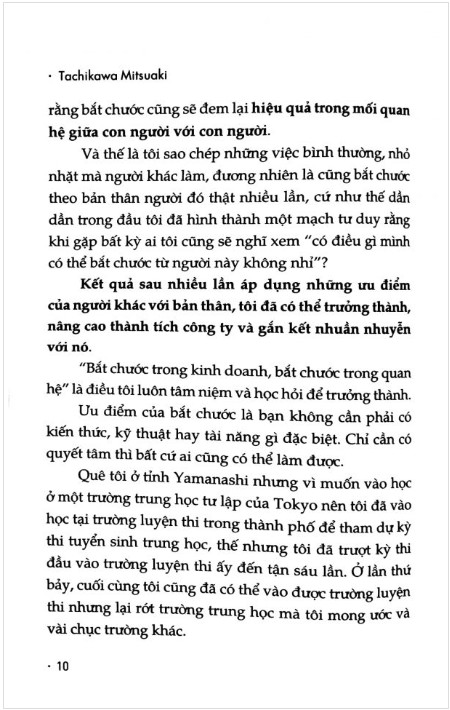 • Tachikawa Mitsuaki
rằng bắt chước cũng sẽ đem lại hiệu quả trong mối quan
hệ giữa con người với con người.
Và thế là tôi sao chép những việc bình thường, nhỏ
nhặt mà người khác làm, đương nhiên là cũng bắt chước
theo bản thân người đó thật nhiều lần, cứ như thế dần
dần trong đầu tôi đã hình thành một mạch tư duy rằng
khi gặp bất kỳ ai tôi cũng sẽ nghĩ xem “có điều gì mình
có thể bắt chước từ người này không nhỉ”?
Kết quả sau nhiều lần áp dụng những ưu điểm
của người khác với bản thân, tôi đã có thể trưởng thành,
nâng cao thành tích công ty và gắn kết nhuần nhuyễn
với nó.
“Bắt chước trong kinh doanh, bắt chước trong quan
hệ” là điều tôi luôn tâm niệm và học hỏi để trưởng thành.
Ưu điểm của bắt chước là bạn không cần phải có
kiến thức, kỹ thuật hay tài năng gì đặc biệt. Chỉ cần có
quyết tâm thì bất cứ ai cũng có thể làm được.
Quê tôi ở tỉnh Yamanashi nhưng vì muốn vào học
ở một trường trung học tư lập của Tokyo nên tôi đã vào
học tại trường luyện thi trong thành phố để tham dự kỳ
thi tuyển sinh trung học, thế nhưng tôi đã trượt kỳ thi
đầu vào trường luyện thi ấy đến tận sáu lần. Ở lần thứ
bảy, cuối cùng tôi cũng đã có thể vào được trường luyện
thi nhưng lại rớt trường trung học mà tôi mong ước và
vài chục trường khác.
• 10